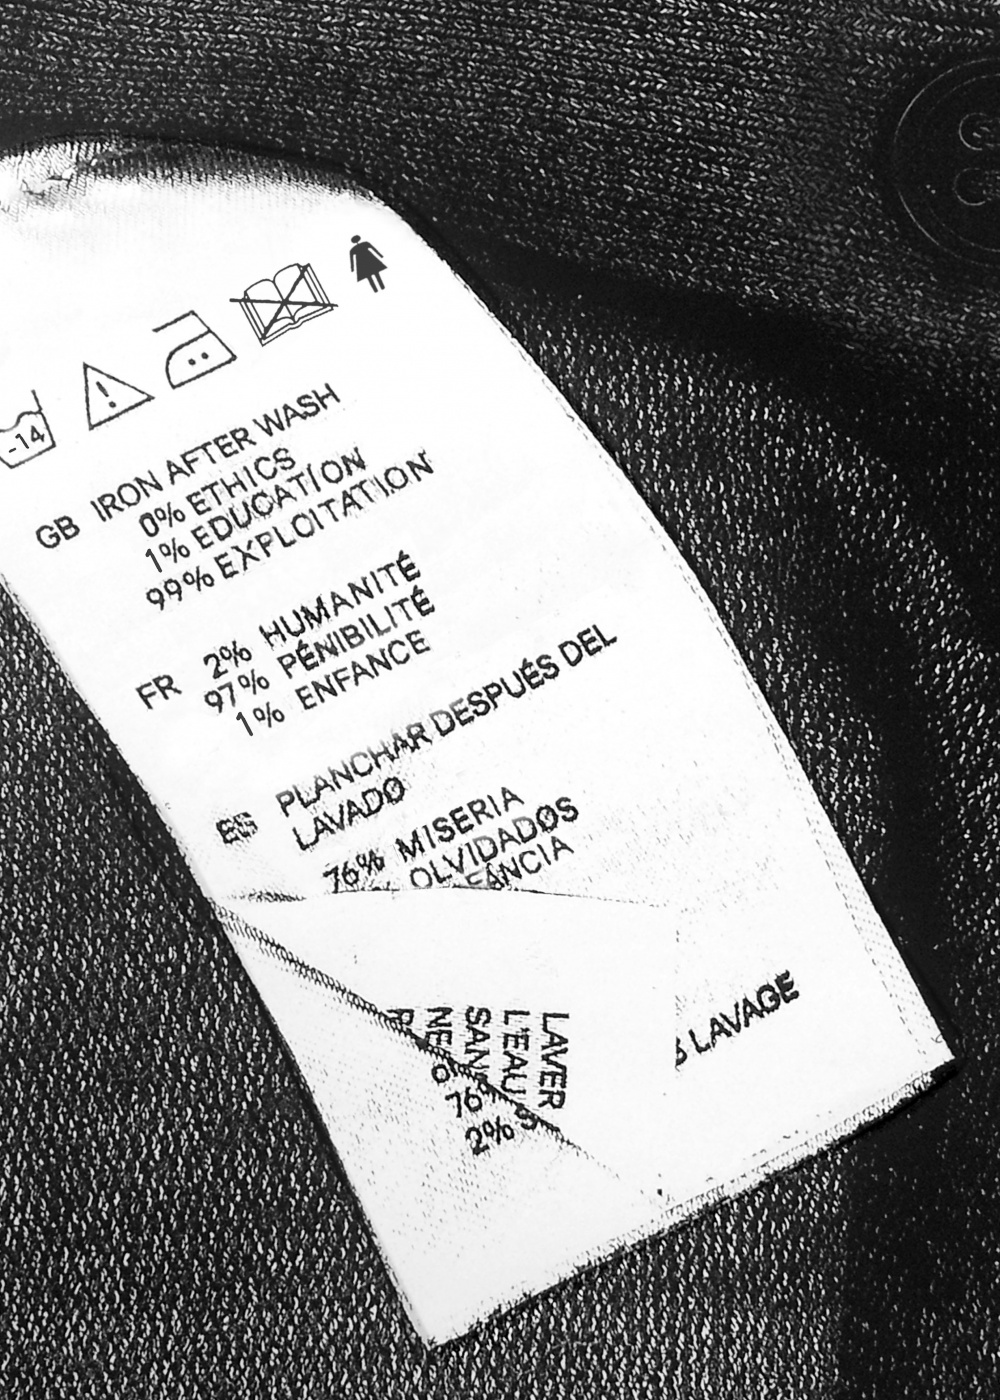 -14
!
GB IRON AFTER WASH
0% ETHICS
1% EDUCATION
99% EXPLOITATION
FR 2% HUMANITÉ
97% PÉNIBILITÉ
1% ENFANCE
ES PLANCHAR DESPUÉS DEL
LAVADO
76% MISERIA
OLVIDADOS
LAVAGE
LAVER
L'EAU
2%